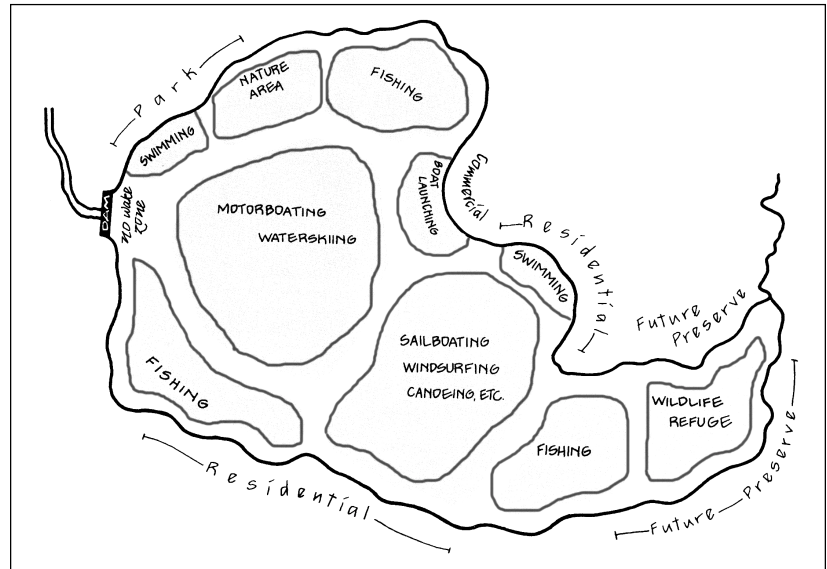 Park
NATURE
AREA
FISHING
SWIMMING
Commercial
BOAT
LAUNCHING
DAM
No Wake
Zone
MOTORBOATING
WATERSKIING
Residential
SWIMMING
Future
Preserve
SAILBOATING
WINDSURFING
CANOEING, ETC.
FISHING
WILDLIFE
REFUGE
FISHING
Residential
Future Preserve